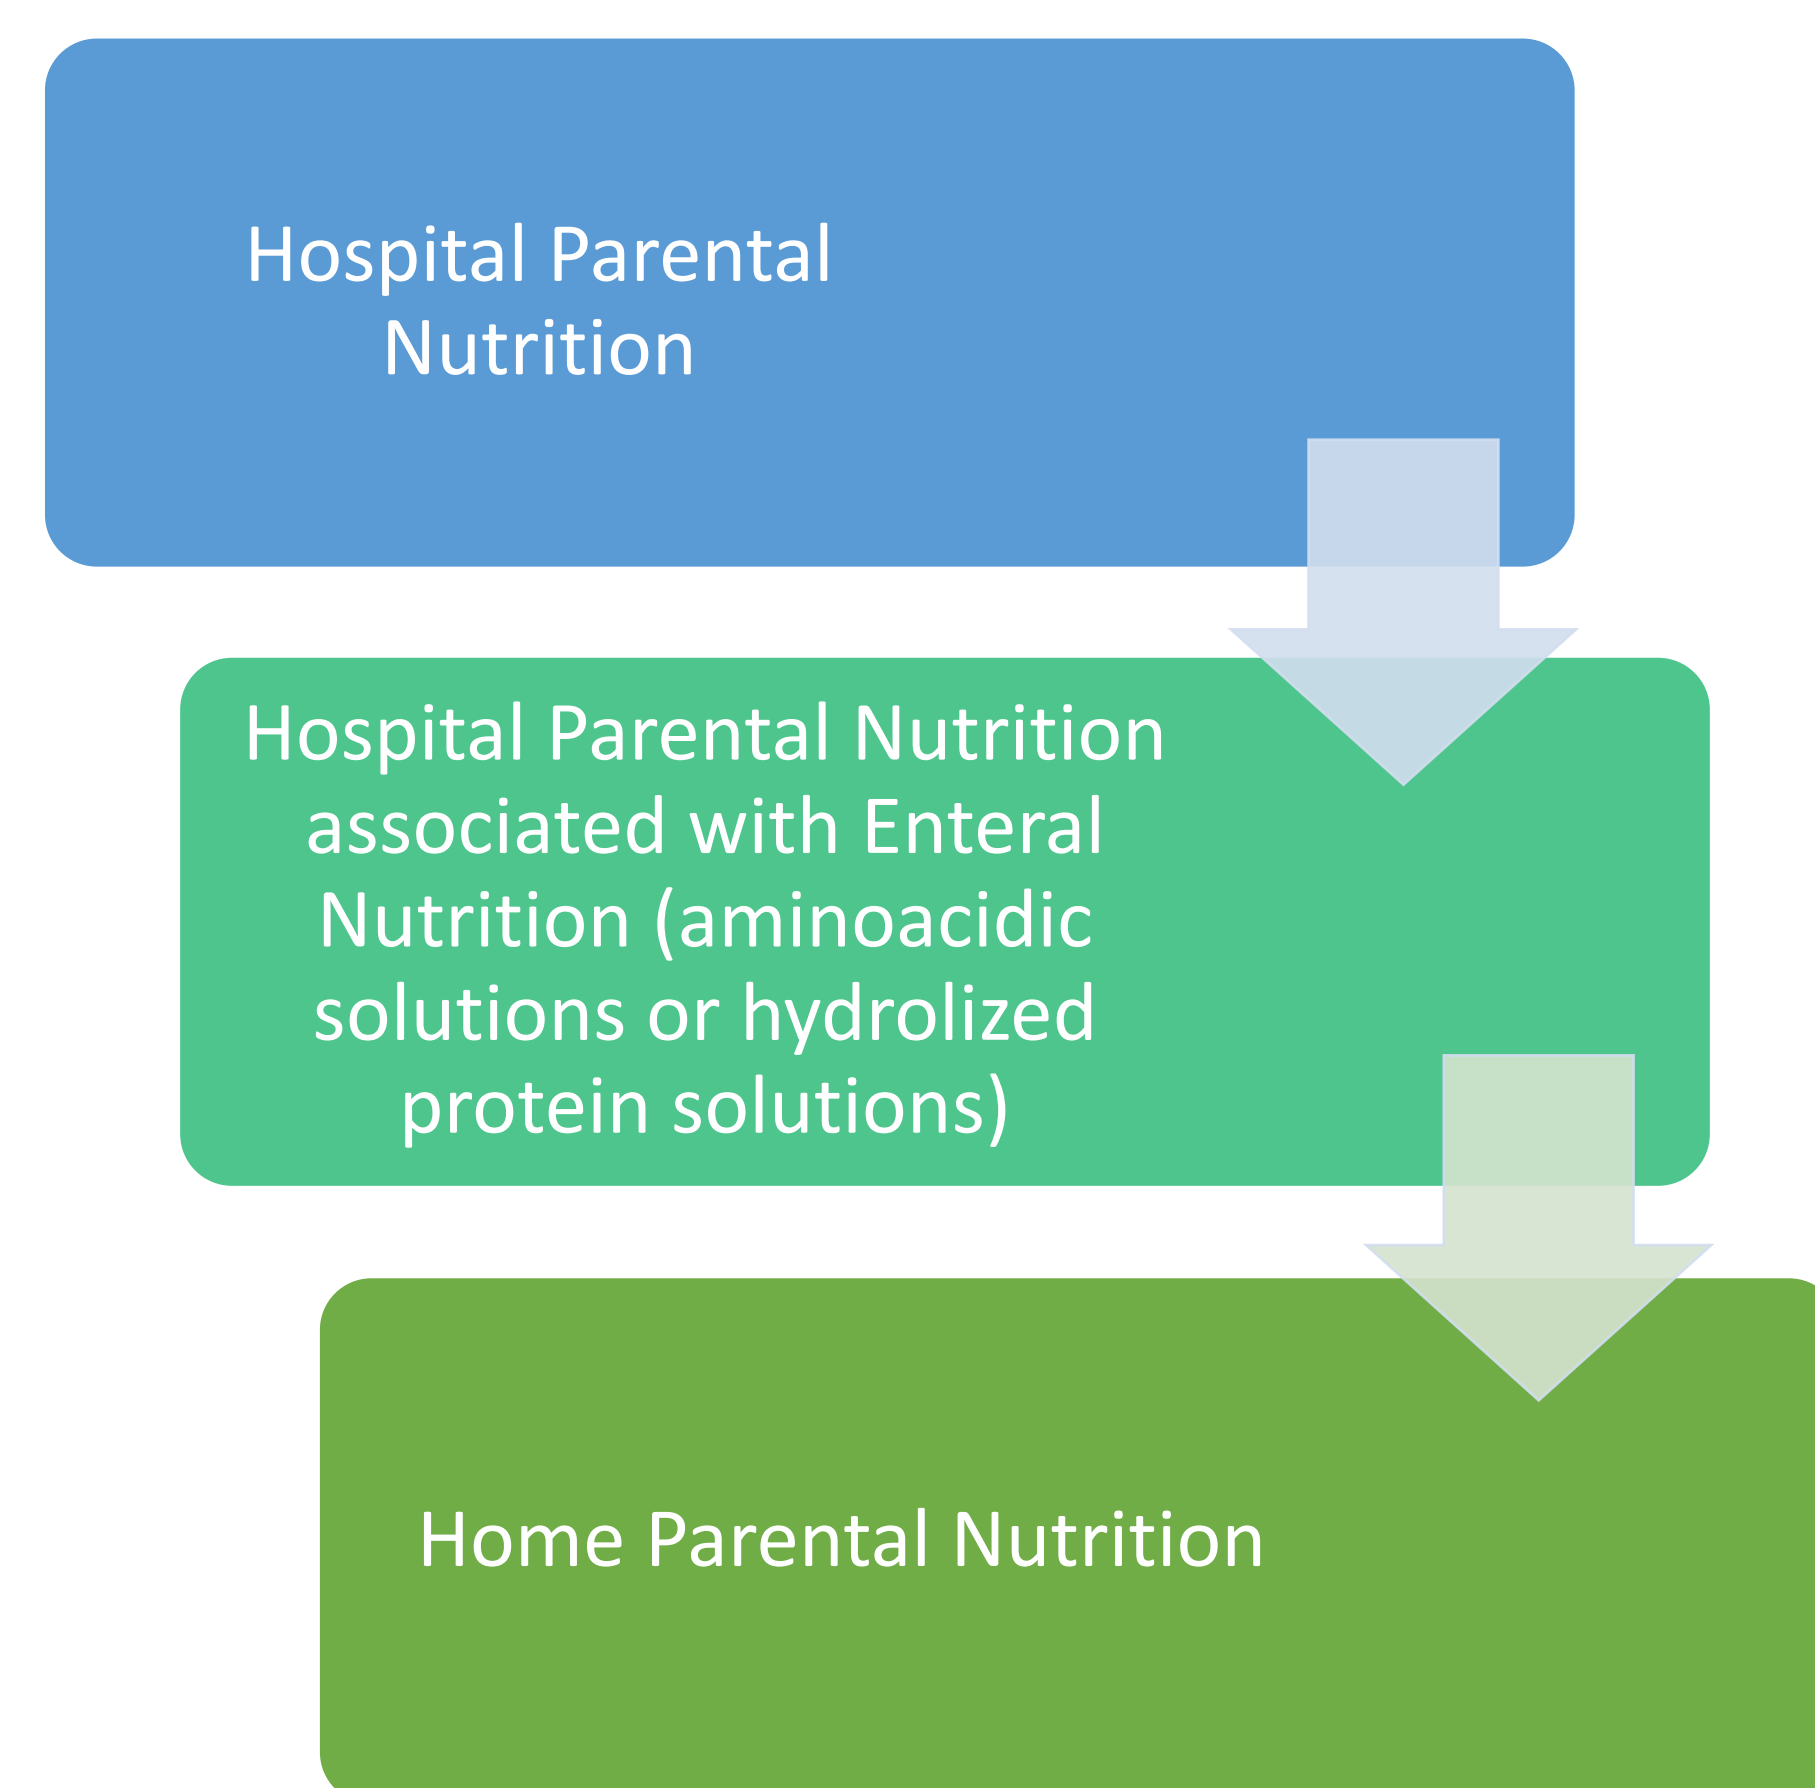 Hospital Parental
Nutrition
Hospital Parental Nutrition
associated with Enteral
Nutrition (aminoacidic
solutions or hydrolized
protein solutions)
Home Parental Nutrition